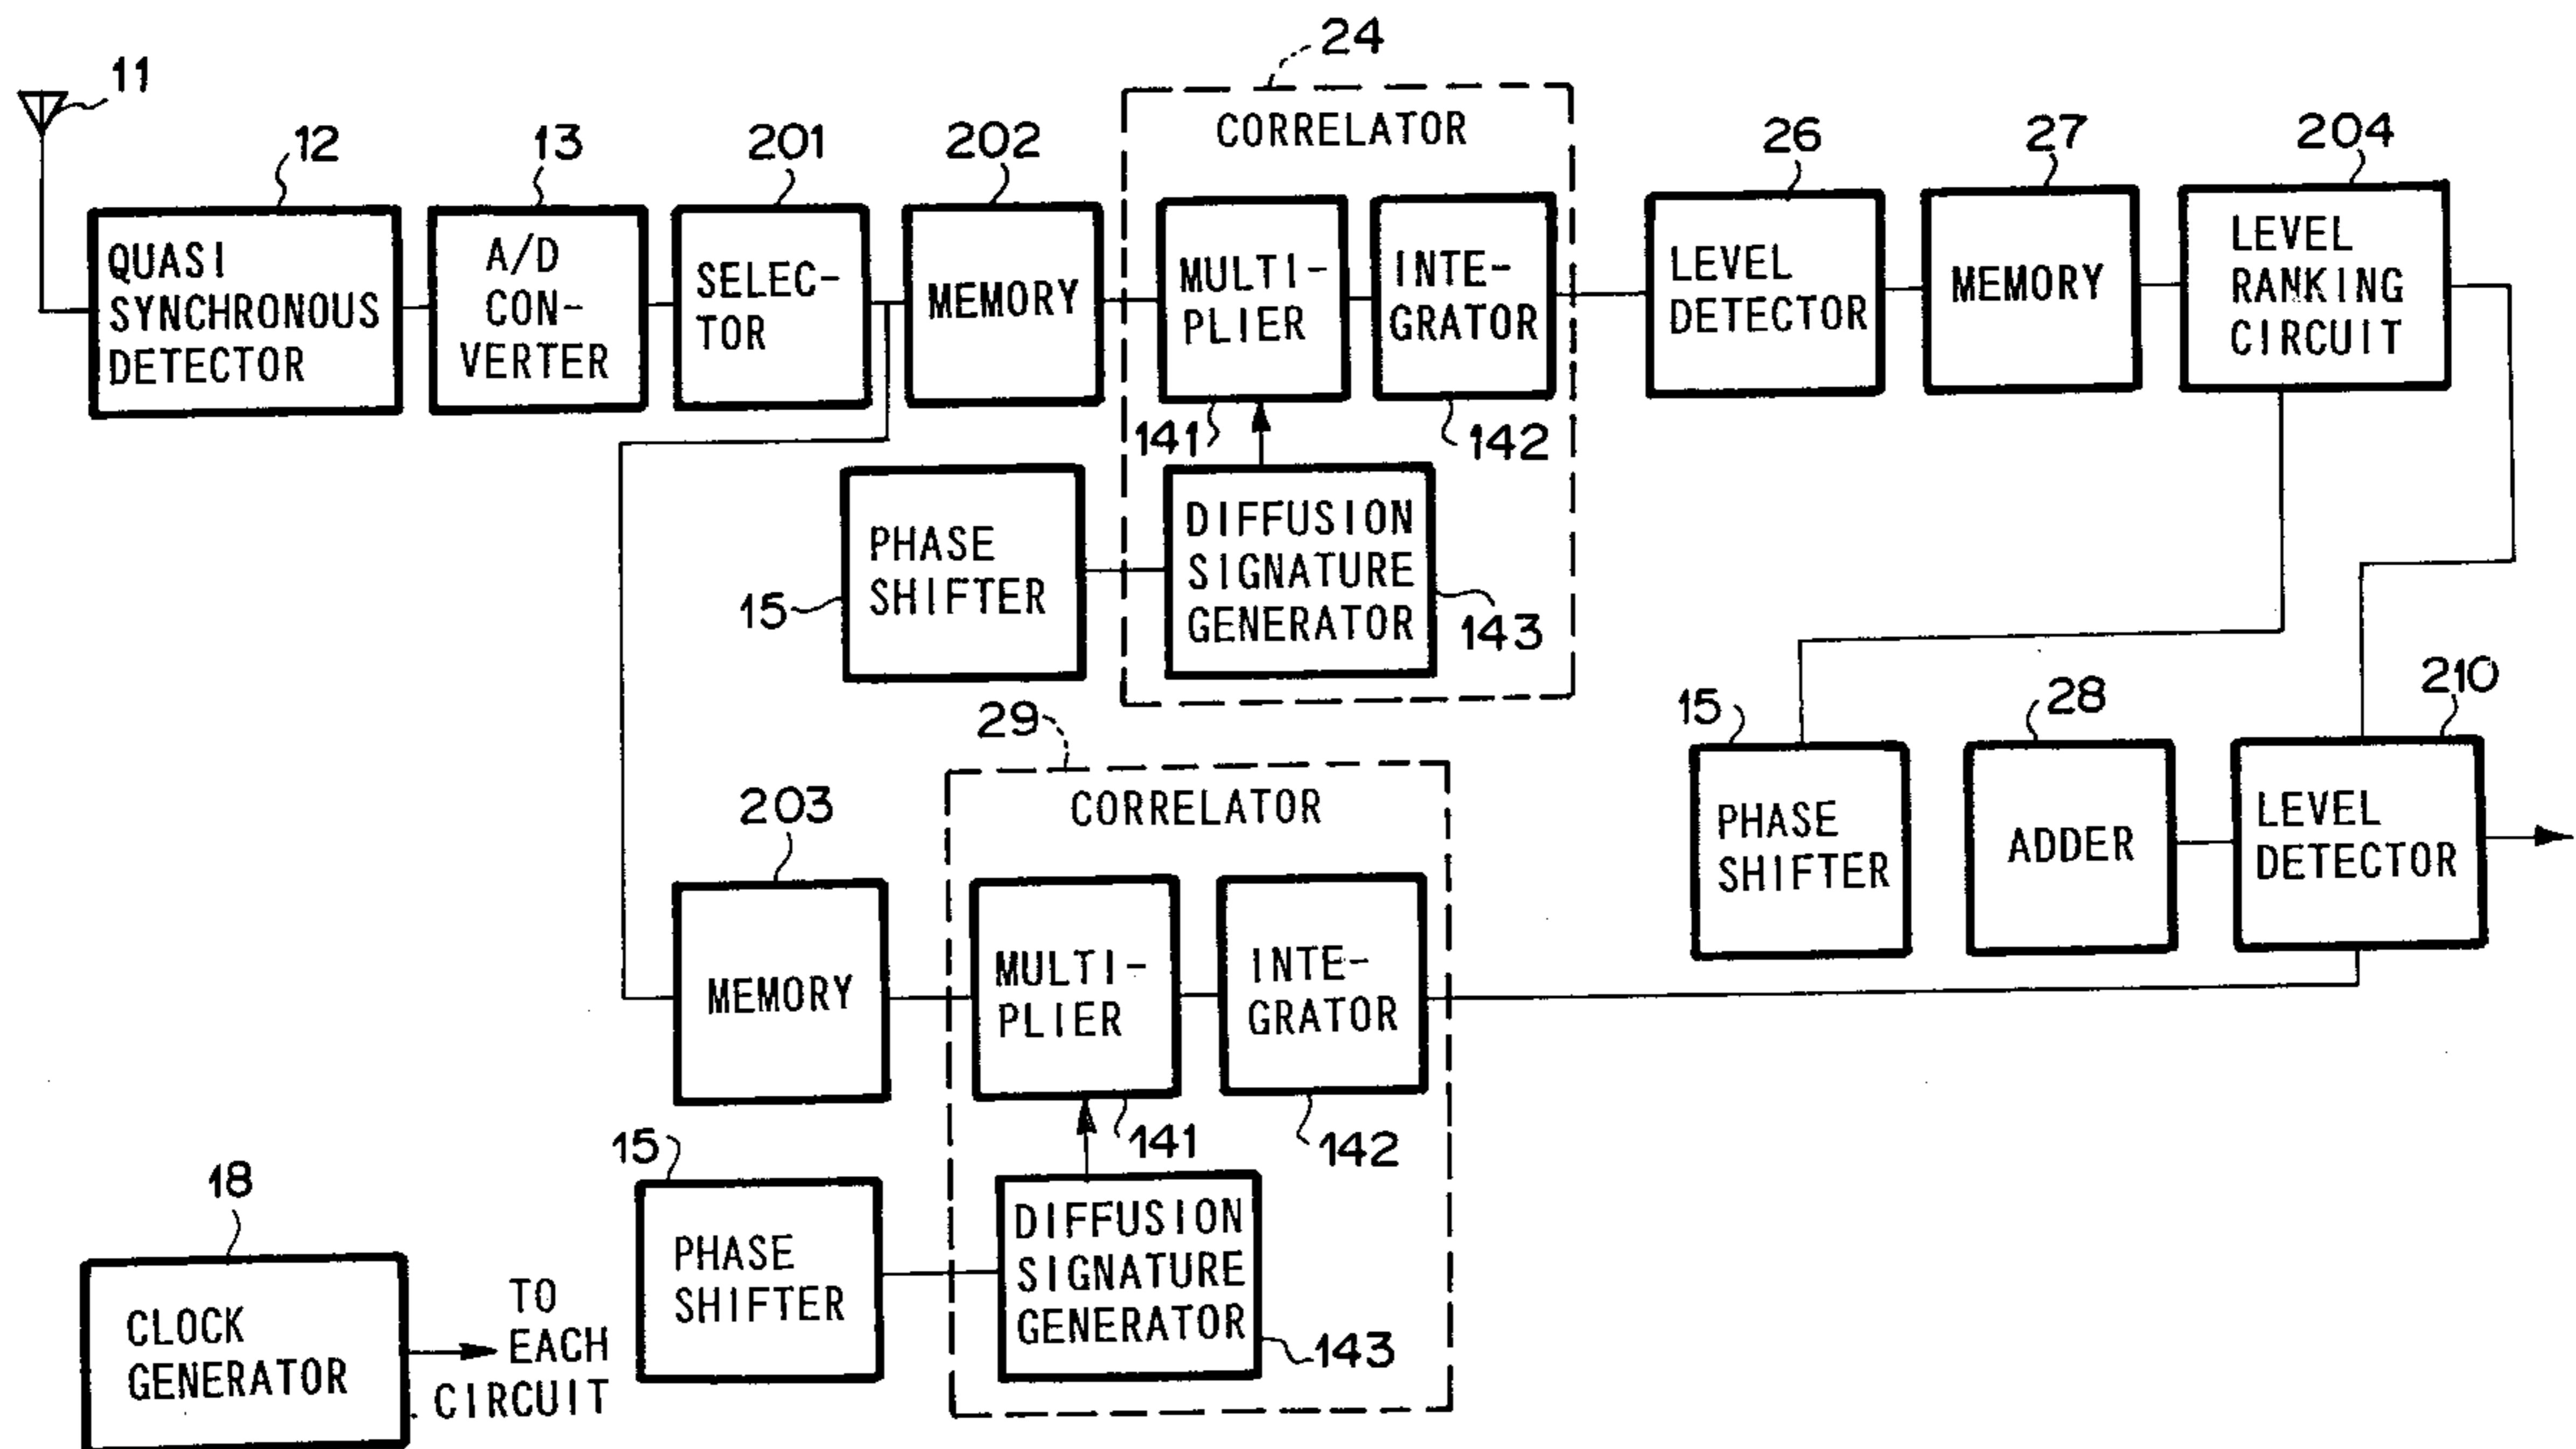 24
11
CORRELATOR
12
13
201
202
26
27
204
QUASI
SYNCHRONOUS
DETECTOR
A/D
CON-
VERTER
SELEC-
TOR
MEMORY
MULTI-
PLIER
INTE-
GRATOR
LEVEL
DETECTOR
MEMORY
LEVEL
RANKING
CIRCUIT
141
142
PHASE
SHIFTER
15
DIFFUSION
SIGNATURE
GENERATOR
143
29
15
28
210
CORRELATOR
203
PHASE
SHIFTER
ADDER
LEVEL
DETECTOR
MEMORY
MULTI-
PLIER
INTE-
GRATOR
141
142
15
18
PHASE
SHIFTER
DIFFUSION
SIGNATURE
GENERATOR
143
CLOCK
GENERATOR
TO
EACH
CIRCUIT